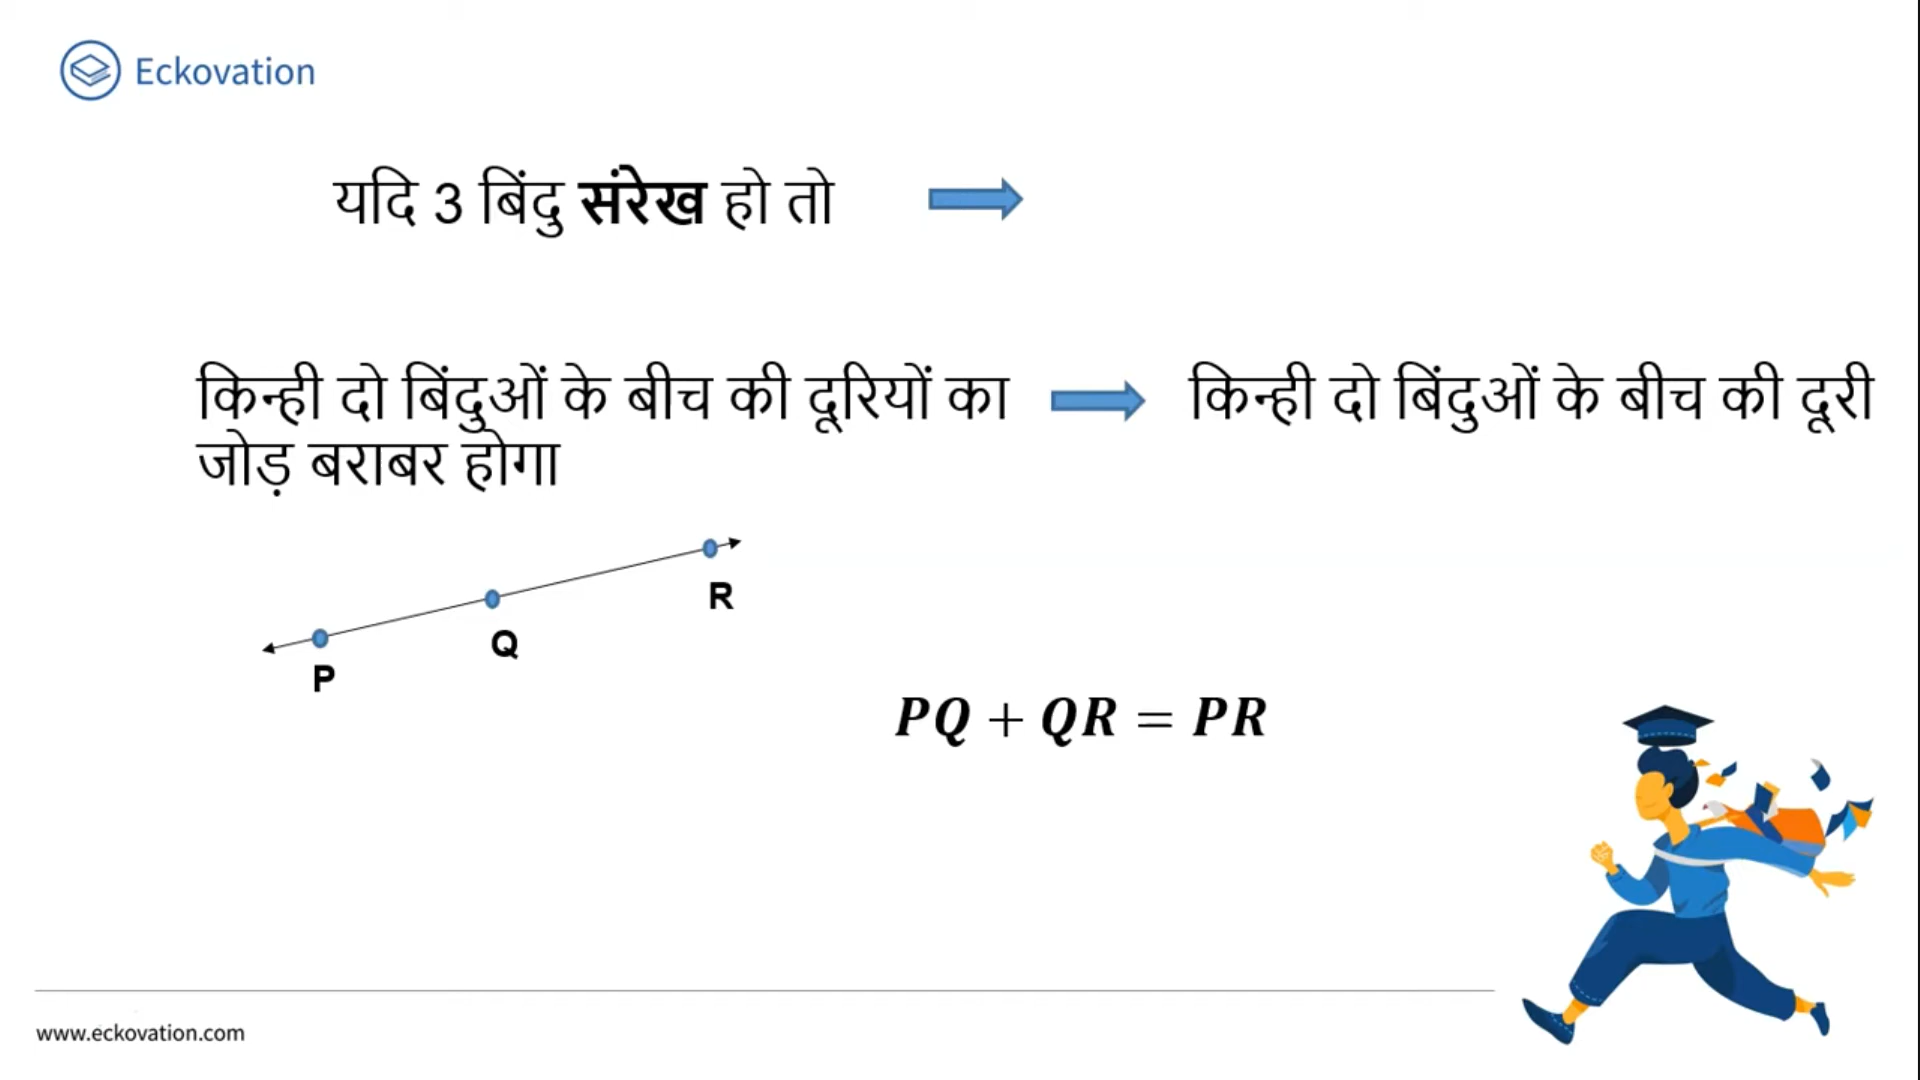 Eckovation
यदि 3 बिंदु संरेख हो तो
किन्ही दो बिंदुओं के बीच की दूरियों का
जोड़ बराबर होगा
किन्ही दो बिंदुओं के बीच की दूरी
R
Q
P
PQ + QR = PR
www.eckovation.com